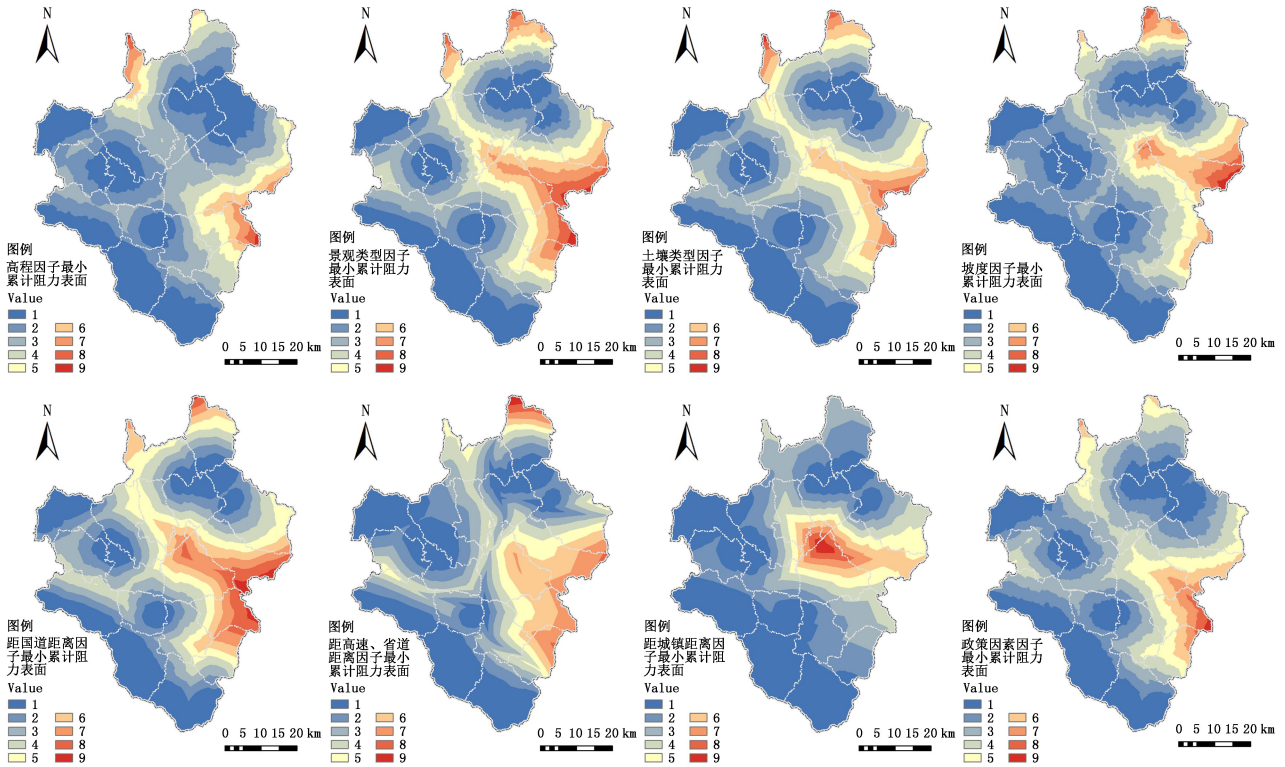 N
图例
高程因子最小
累计阻力表面
Value
1
2 6
3 7
4 8
5 9
0 5 10 15 20 km
N
图例
景观类型因子
最小累计阻力
表面
Value
1
2 6
3 7
4 8
5 9
0 5 10 15 20 km
N
图例
土壤类型因子
最小累计阻力
表面
Value
1
2 6
3 7
4 8
5 9
0 5 10 15 20 km
N
图例
坡度因子最小
累计阻力表面
Value
1
2 6
3 7
4 8
5 9
0 5 10 15 20 km
N
图例
距国道距离因
子最小累计阻
力表面
Value
1
2 6
3 7
4 8
5 9
0 5 10 15 20 km
N
图例
距高速、省道
距离因子最小
累计阻力表面
Value
1
2 6
3 7
4 8
5 9
0 5 10 15 20 km
N
图例
距城镇距离因
子最小累计阻
力表面
Value
1
2 6
3 7
4 8
5 9
0 5 10 15 20 km
N
图例
政策因素因子
最小累计阻力
表面
Value
1
2 6
3 7
4 8
5 9
0 5 10 15 20 km